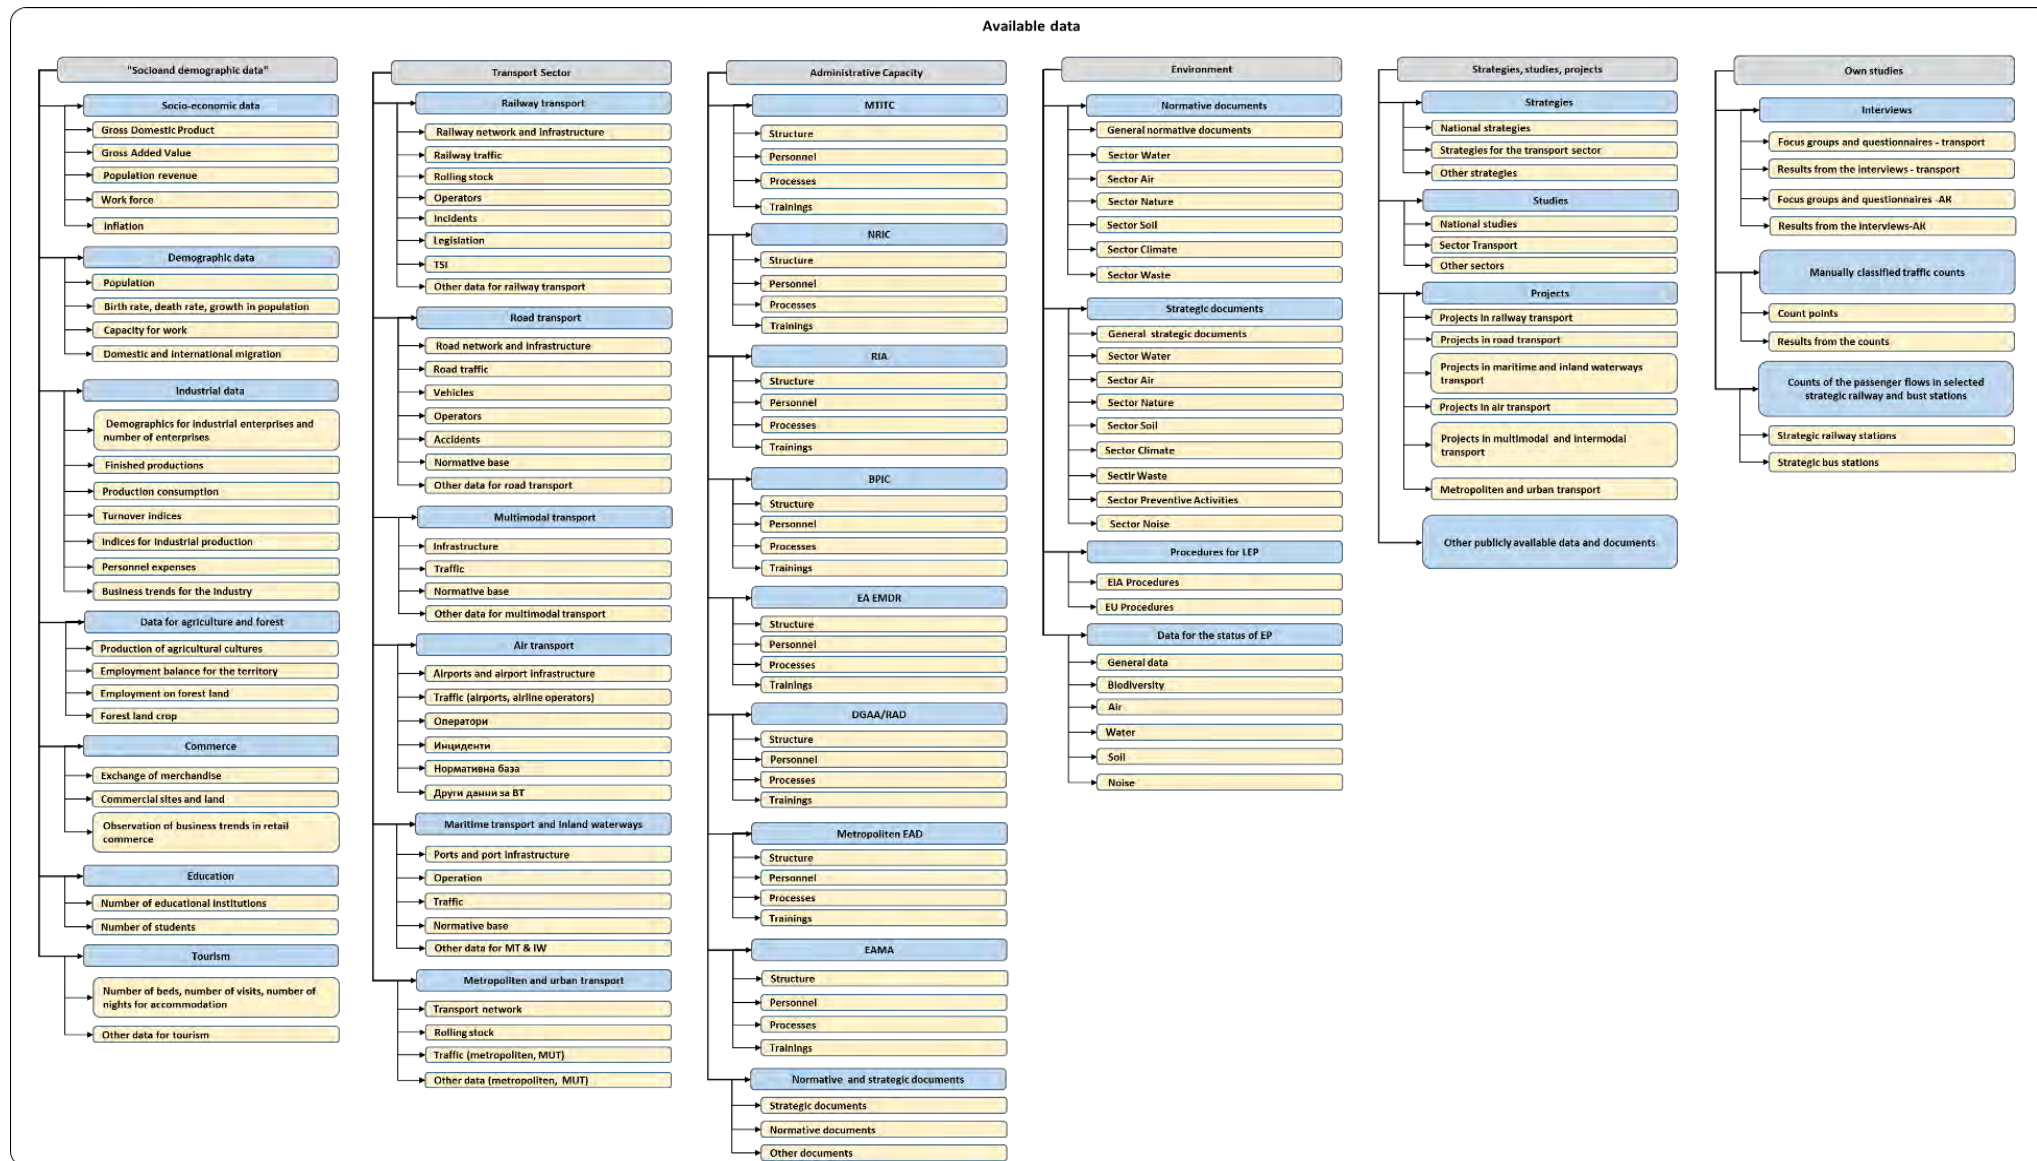 Available data
"Socioand demographic data"
Socio-economic data
Gross Domestic Product
Gross Added Value
Population revenue
Work force
Inflation
Demographic data
Population
Birth rate, death rate, growth in population
Capacity for work
Domestic and international migration
Industrial data
Demographics for industrial enterprises and
number of enterprises
Finished productions
Production consumption
Turnover indices
Indices for industrial production
Personnel expenses
Business trends for the industry
Data for agriculture and forest
Production of agricultural cultures
Employment balance for the territory
Employment on forest land
Forest land crop
Commerce
Exchange of merchandise
Commercial sites and land
Observation of business trends in retail
commerce
Education
Number of educational institutions
Number of students
Tourism
Number of beds, number of visits, number of
nights for accommodation
Other data for tourism
Transport Sector
Railway transport
Railway network and infrastructure
Railway traffic
Rolling stock
Operators
Incidents
Legislation
TSI
Other data for railway transport
Road transport
Road network and infrastructure
Road traffic
Vehicles
Operators
Accidents
Normative base
Other data for road transport
Multimodal transport
Infrastructure
Traffic
Normative base
Other data for multimodal transport
Air transport
Airports and airport infrastructure
Traffic (airports, airline operators)
Оператори
Инциденти
Нормативна база
Други данни за ВТ
Maritime transport and inland waterways
Ports and port infrastructure
Operation
Traffic
Normative base
Other data for MT & IW
Metropoliten and urban transport
Transport network
Rolling stock
Traffic (metropoliten, MUT)
Other data (metropoliten, MUT)
Administrative Capacity
MTITC
Structure
Personnel
Processes
Trainings
NRIC
Structure
Personnel
Processes
Trainings
RIA
Structure
Personnel
Processes
Trainings
BPIC
Structure
Personnel
Processes
Trainings
EA EMDR
Structure
Personnel
Processes
Trainings
DGAA/RAD
Structure
Personnel
Processes
Trainings
Metropoliten EAD
Structure
Personnel
Processes
Trainings
EAMA
Structure
Personnel
Processes
Trainings
Normative and strategic documents
Strategic documents
Normative documents
Other documents
Environment
Normative documents
General normative documents
Sector Water
Sector Air
Sector Nature
Sector Soil
Sector Climate
Sector Waste
Strategic documents
General strategic documents
Sector Water
Sector Air
Sector Nature
Sector Soil
Sector Climate
Sectir Waste
Sector Preventive Activities
Sector Noise
Procedures for LEP
EIA Procedures
EU Procedures
Data for the status of EP
General data
Biodiversity
Air
Water
Soil
Noise
Strategies, studies, projects
Strategies
National strategies
Strategies for the transport sector
Other strategies
Studies
National studies
Sector Transport
Other sectors
Projects
Projects in railway transport
Projects in road transport
Projects in maritime and inland waterways
transport
Projects in air transport
Projects in multimodal and intermodal
transport
Metropoliten and urban transport
Other publicly available data and documents
Own studies
Interviews
Focus groups and questionnaires - transport
Results from the interviews - transport
Focus groups and questionnaires -AK
Results from the interviews-AK
Manually classified traffic counts
Count points
Results from the counts
Counts of the passenger flows in selected
strategic railway and bust stations
Strategic railway stations
Strategic bus stations